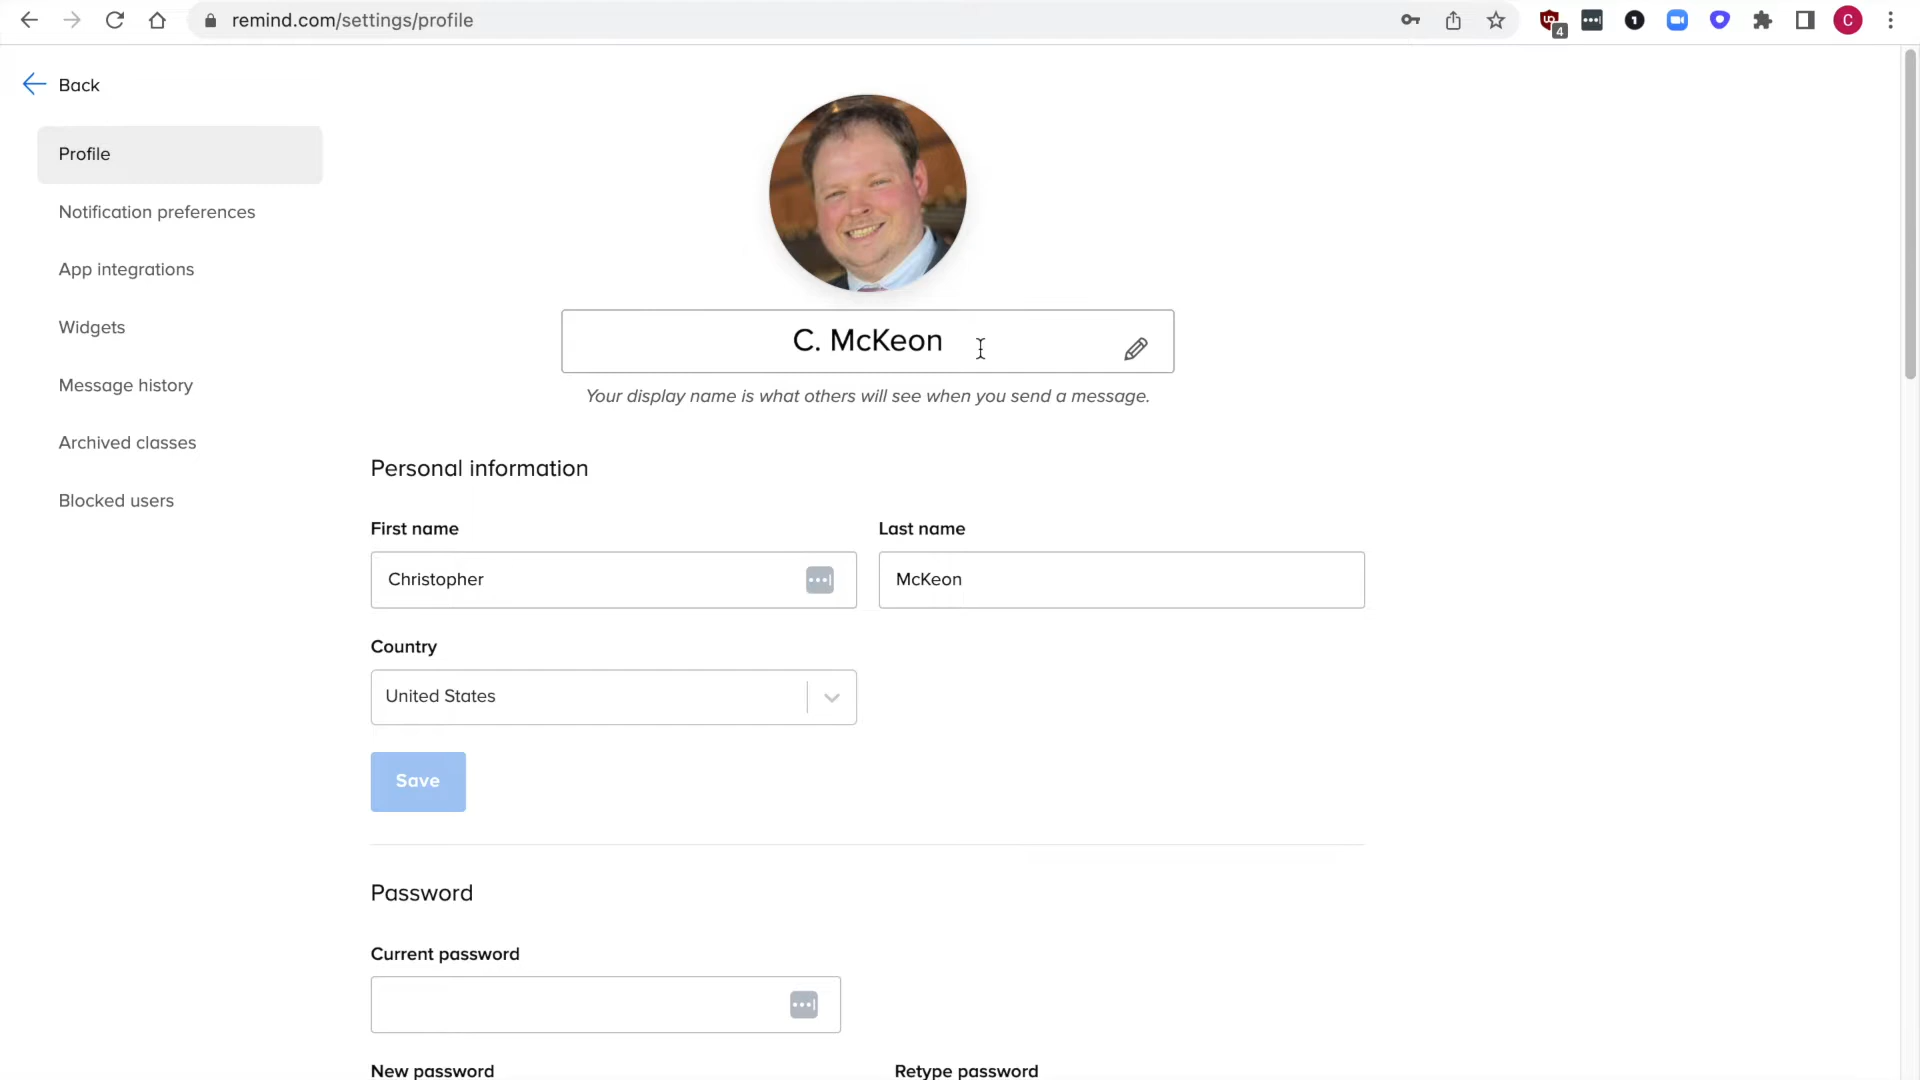 remind.com/settings/profile
4
1
C
Back
Profile
Notification preferences
App integrations
Widgets
Message history
Archived classes
Blocked users
C. McKeon
Your display name is what others will see when you send a message.
Personal information
First name
Last name
Christopher
McKeon
Country
United States
Save
Password
Current password
New password
Retype password